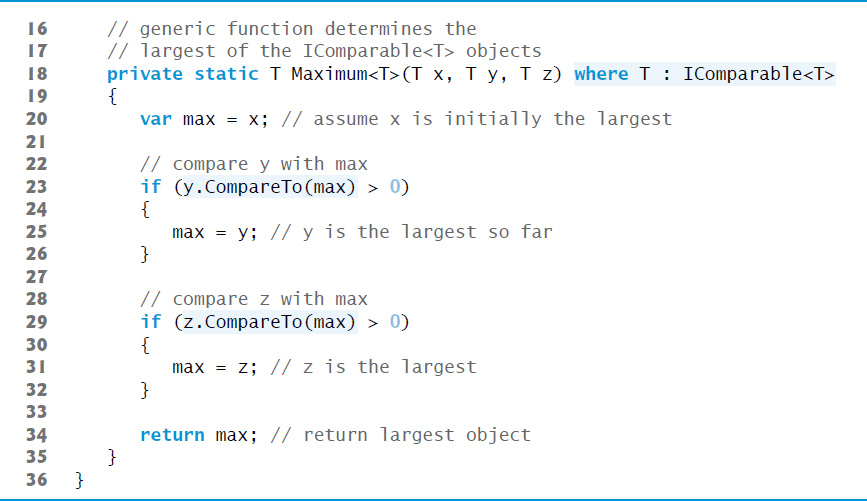 16 // generic function determines the
17 // largest of the IComparable<T> objects
18 private static T Maximum<T>(T x, T y, T z) where T : IComparable<T>
19 {
20 var max = x; // assume x is initially the largest
21
22 // compare y with max
23 if (y.CompareTo(max) > 0)
24 {
25 max = y; // y is the largest so far
26 }
27
28 // compare z with max
29 if (z.CompareTo(max) > 0)
30 {
31 max = z; // z is the largest
32 }
33
34 return max; // return largest object
35 }
36 }